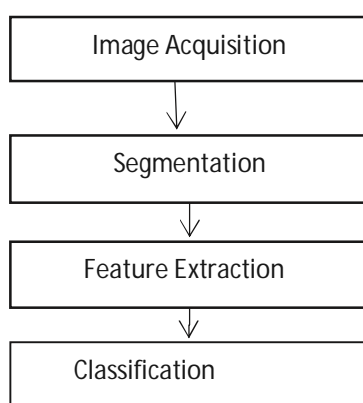 Image Acquisition
Segmentation
Feature Extraction
Classification